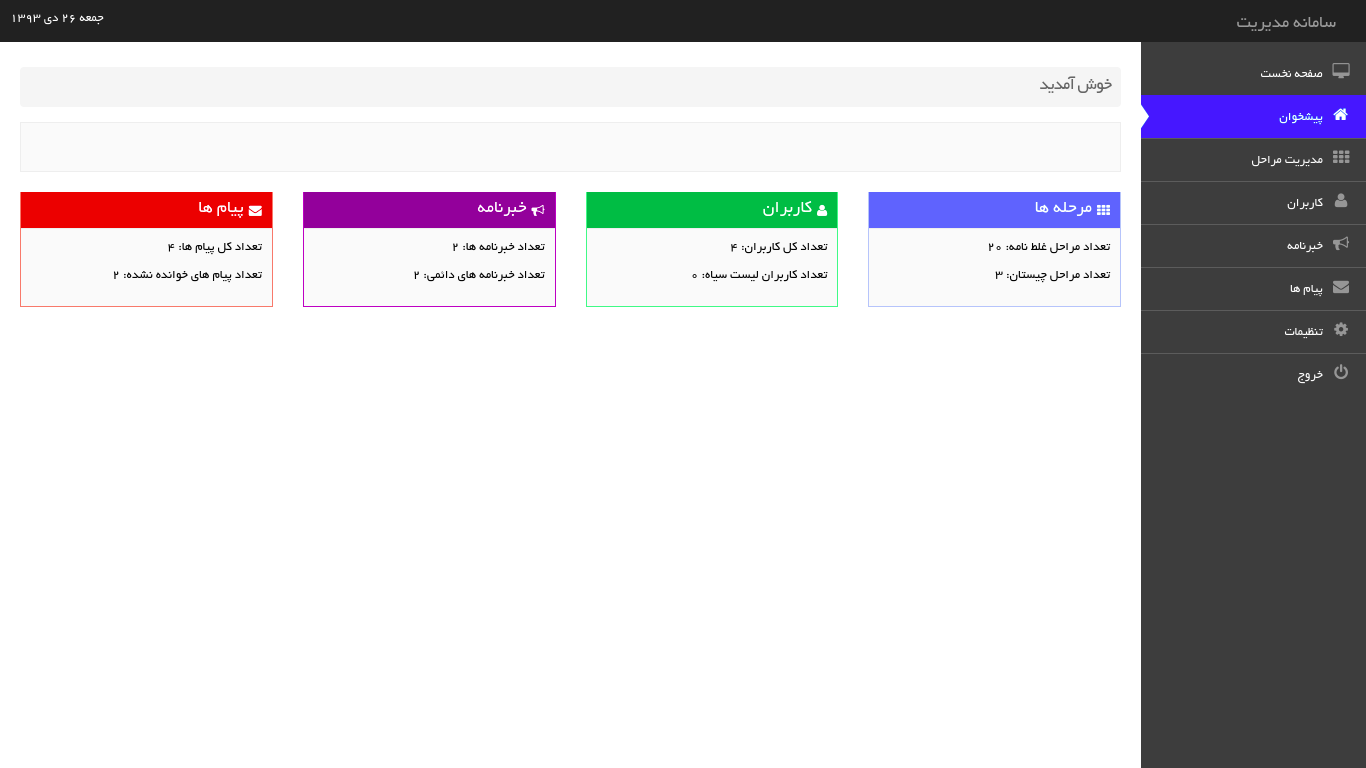 سامانه مدیریت
جمعه ۲۶ دی ۱۳۹۳
صفحه نخست
پیشخوان
مدیریت مراحل
کاربران
خبرنامه
پیام ها
تنظیمات
خروج
خوش آمدید
مرحله ها
تعداد مراحل غلط نامه: ۲۰
تعداد مراحل چیستان: ۳
کاربران
تعداد کل کاربران: ۴
تعداد کاربران لیست سیاه: ۰
خبرنامه
تعداد خبرنامه ها: ۲
تعداد خبرنامه های دائمی: ۲
پیام ها
تعداد کل پیام ها: ۴
تعداد پیام های خوانده نشده: ۲